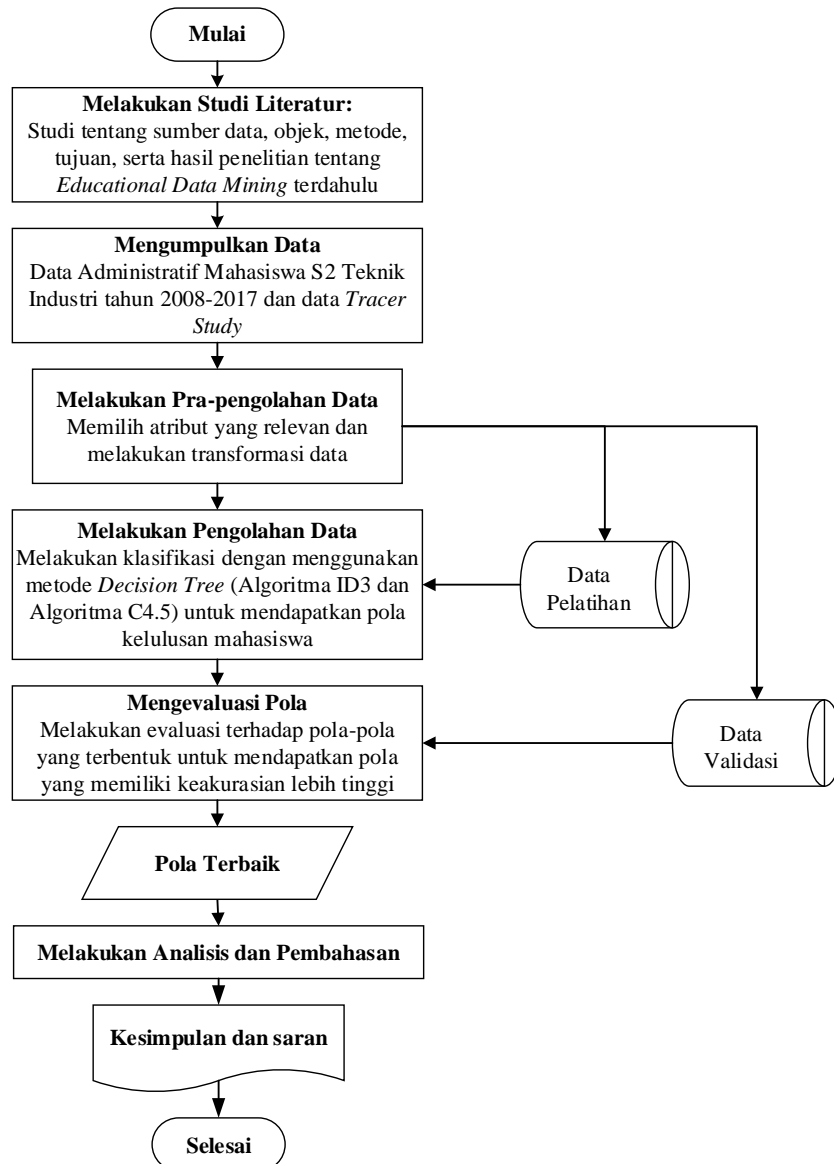 Mulai
Melakukan Studi Literatur:
Studi tentang sumber data, objek, metode,
tujuan, serta hasil penelitian tentang
Educational Data Mining terdahulu
Mengumpulkan Data
Data Administratif Mahasiswa S2 Teknik
Industri tahun 2008-2017 dan data Tracer
Study
Melakukan Pra-pengolahan Data
Memilih atribut yang relevan dan
melakukan transformasi data
Melakukan Pengolahan Data
Melakukan klasifikasi dengan menggunakan
metode Decision Tree (Algoritma ID3 dan
Algoritma C4.5) untuk mendapatkan pola
kelulusan mahasiswa
Data
Pelatihan
Mengevaluasi Pola
Melakukan evaluasi terhadap pola-pola
yang terbentuk untuk mendapatkan pola
yang memiliki keakurasian lebih tinggi
Data
Validasi
Pola Terbaik
Melakukan Analisis dan Pembahasan
Kesimpulan dan saran
Selesai